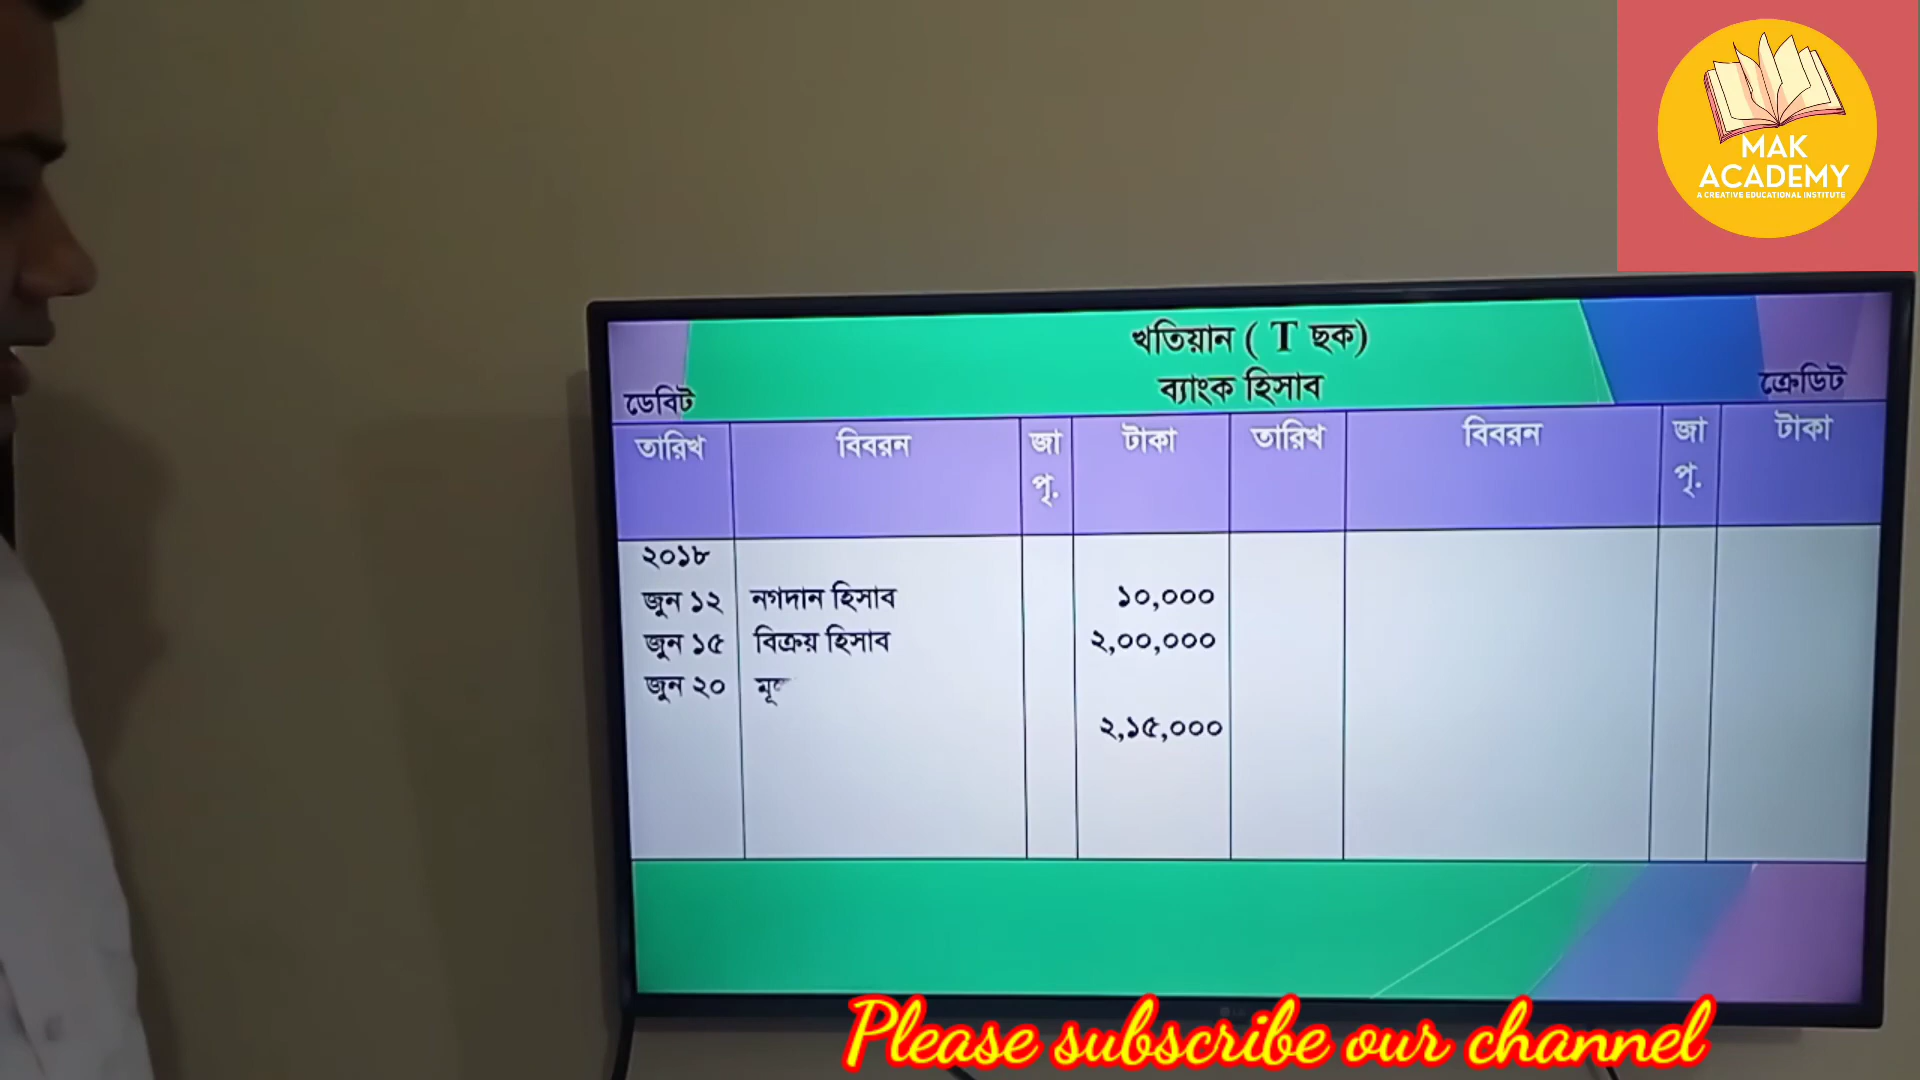 MAK
ACADEMY
A CREATIVE EDUCATIONAL INSTITUTE
খতিয়ান ( T ছক)
ব্যাংক হিসাব
ডেবিট ক্রেডিট
তারিখ বিবরন জা পৃ. টাকা তারিখ বিবরন জা পৃ. টাকা
২০১৮
জুন ১২ নগদান হিসাব ১০,০০০
জুন ১৫ বিক্রয় হিসাব ২,০০,০০০
জুন ২০
২,১৫,০০০
Please subscribe our channel